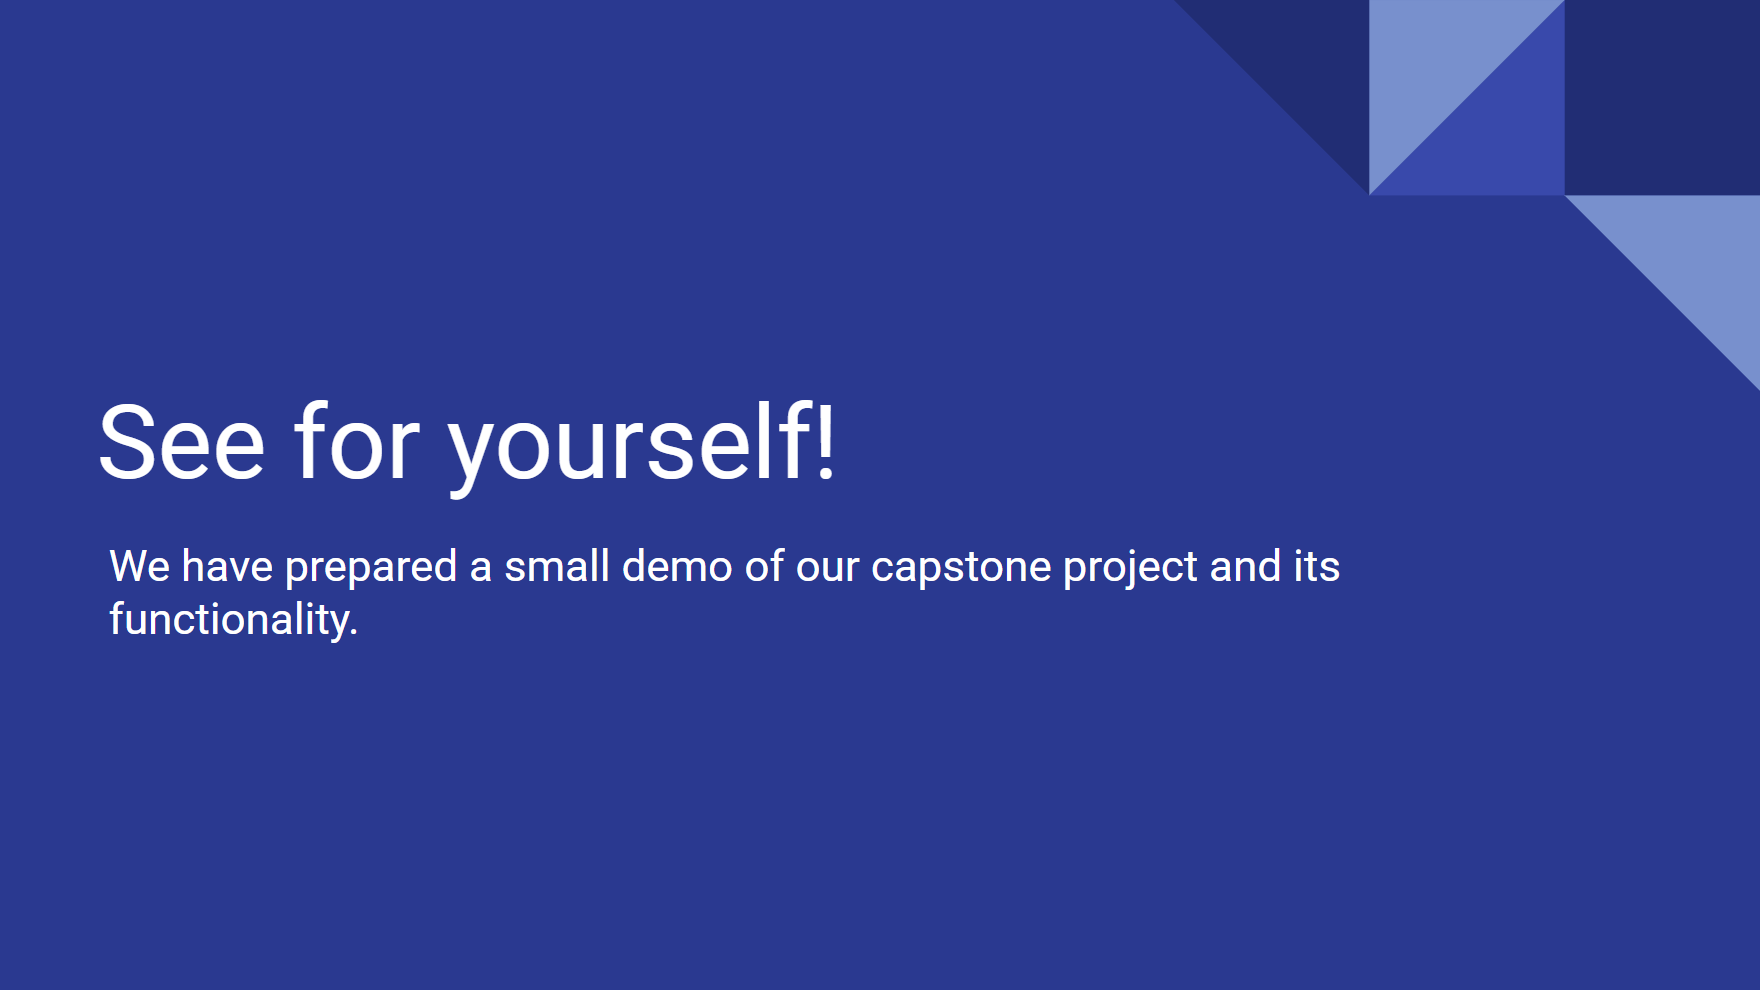 See for yourself!
We have prepared a small demo of our capstone project and its
functionality.